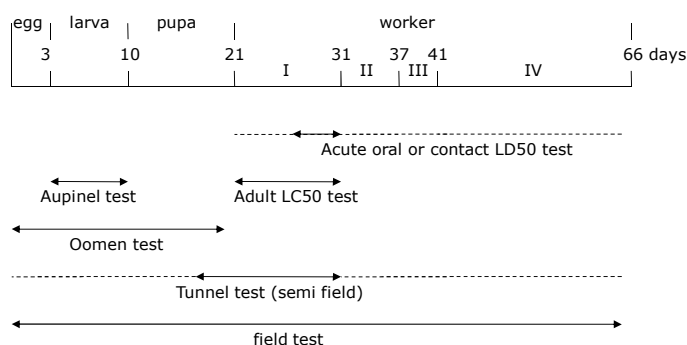 egg larva pupa worker
3 10 21 31 37 41 66 days
I II III IV
Acute oral or contact LD50 test
Aupinel test Adult LC50 test
Oomen test
Tunnel test (semi field)
field test